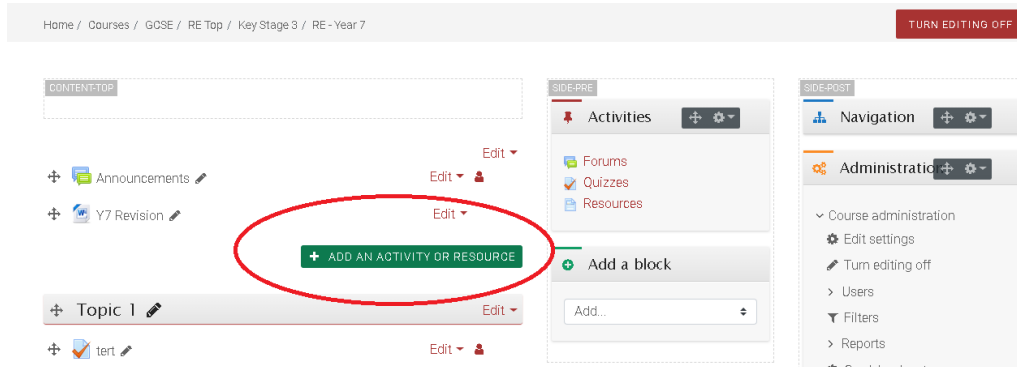 Home / Courses / GCSE / RE Top / Key Stage 3 / RE - Year 7
TURN EDITING OFF
CONTENT-TOP
Edit
Announcements
Edit
Y7 Revision
Edit
+ ADD AN ACTIVITY OR RESOURCE
Topic 1
Edit
tert
Edit
SIDE-PRE
Activities
Forums
Quizzes
Resources
Add a block
Add...
SIDE-POST
Navigation
Administration
Course administration
Edit settings
Turn editing off
Users
Filters
Reports